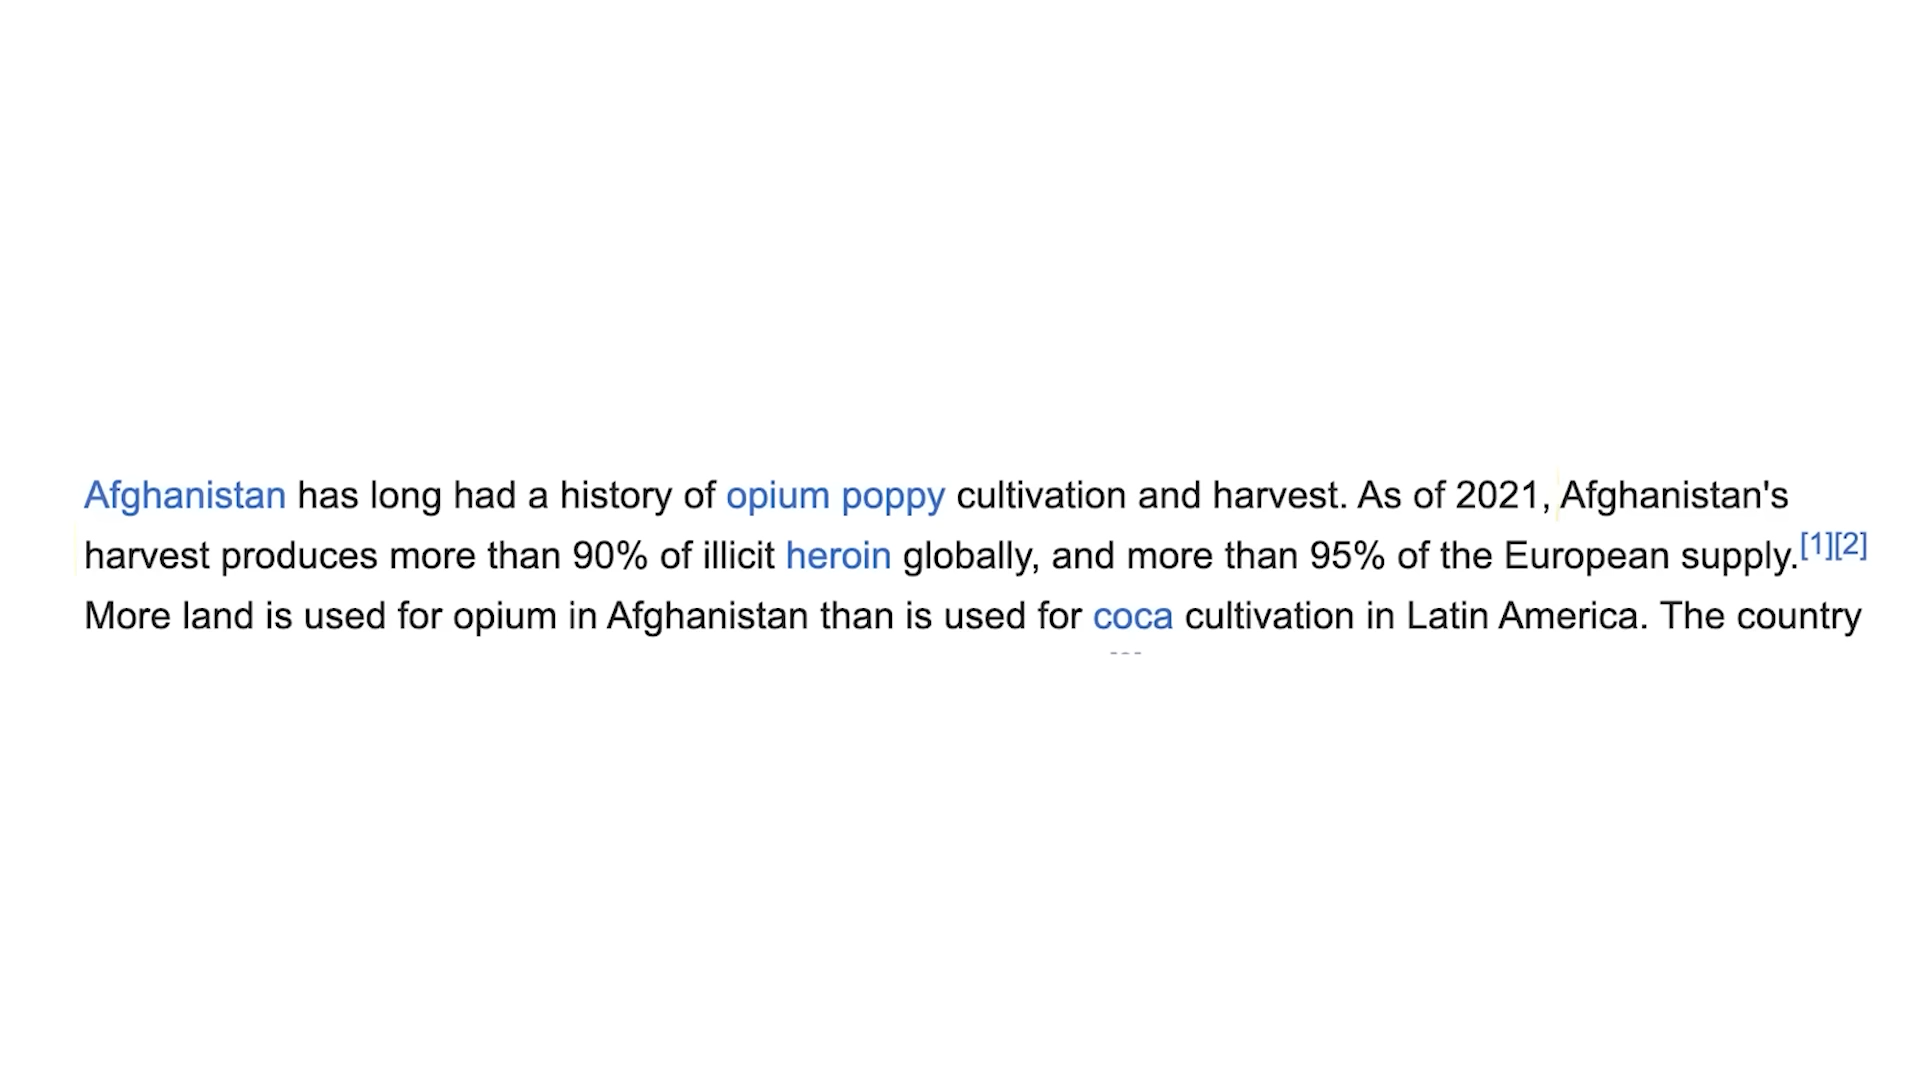 Afghanistan has long had a history of opium poppy cultivation and harvest. As of 2021, Afghanistan's
harvest produces more than 90% of illicit heroin globally, and more than 95% of the European supply.[1][2]
More land is used for opium in Afghanistan than is used for coca cultivation in Latin America. The country